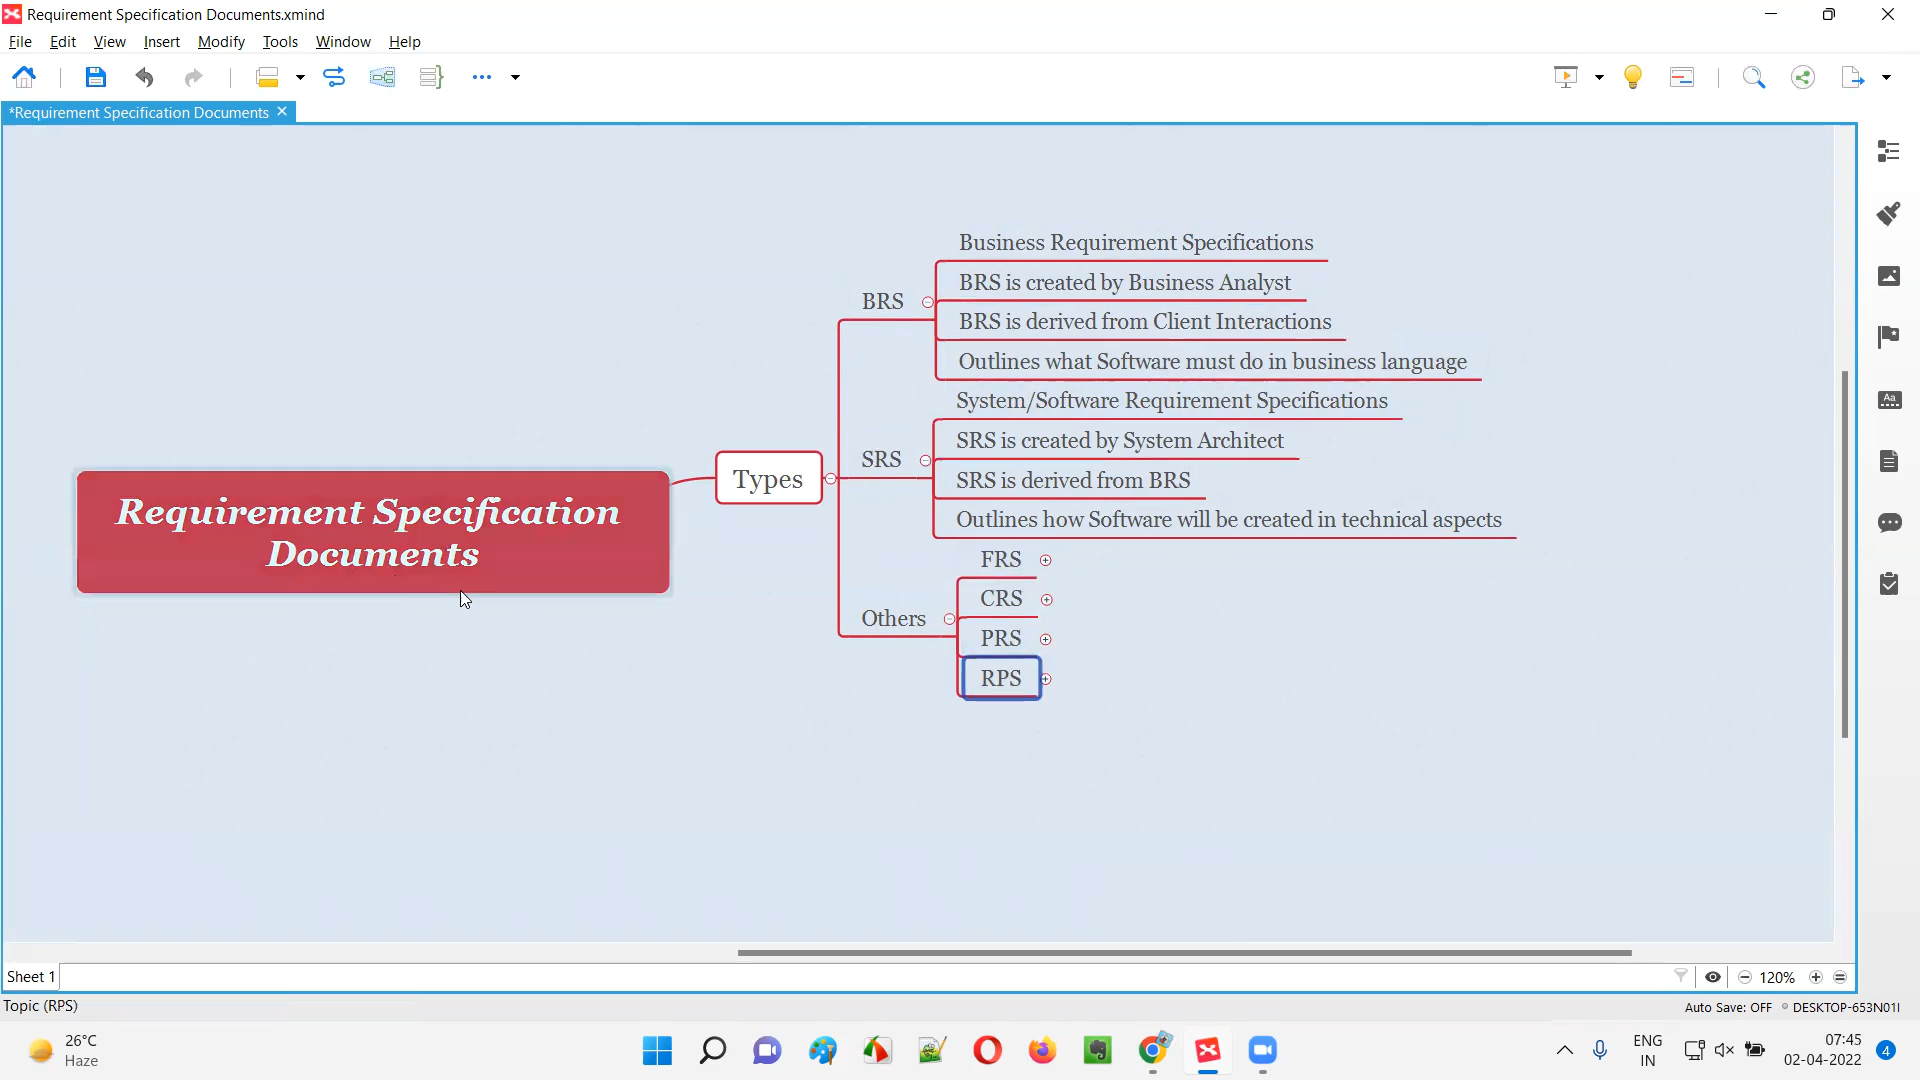 Requirement Specification Documents.xmind
File Edit View Insert Modify Tools Window Help
*Requirement Specification Documents
Business Requirement Specifications
BRS is created by Business Analyst
BRS
BRS is derived from Client Interactions
Outlines what Software must do in business language
System/Software Requirement Specifications
SRS is created by System Architect
SRS
SRS is derived from BRS
Outlines how Software will be created in technical aspects
Types
Requirement Specification
Documents
FRS
CRS
Others
PRS
RPS
Aa
Sheet 1
120%
Topic (RPS)
Auto Save: OFF
DESKTOP-653N01I
26°C
Haze
ENG
IN
07:45
02-04-2022
4